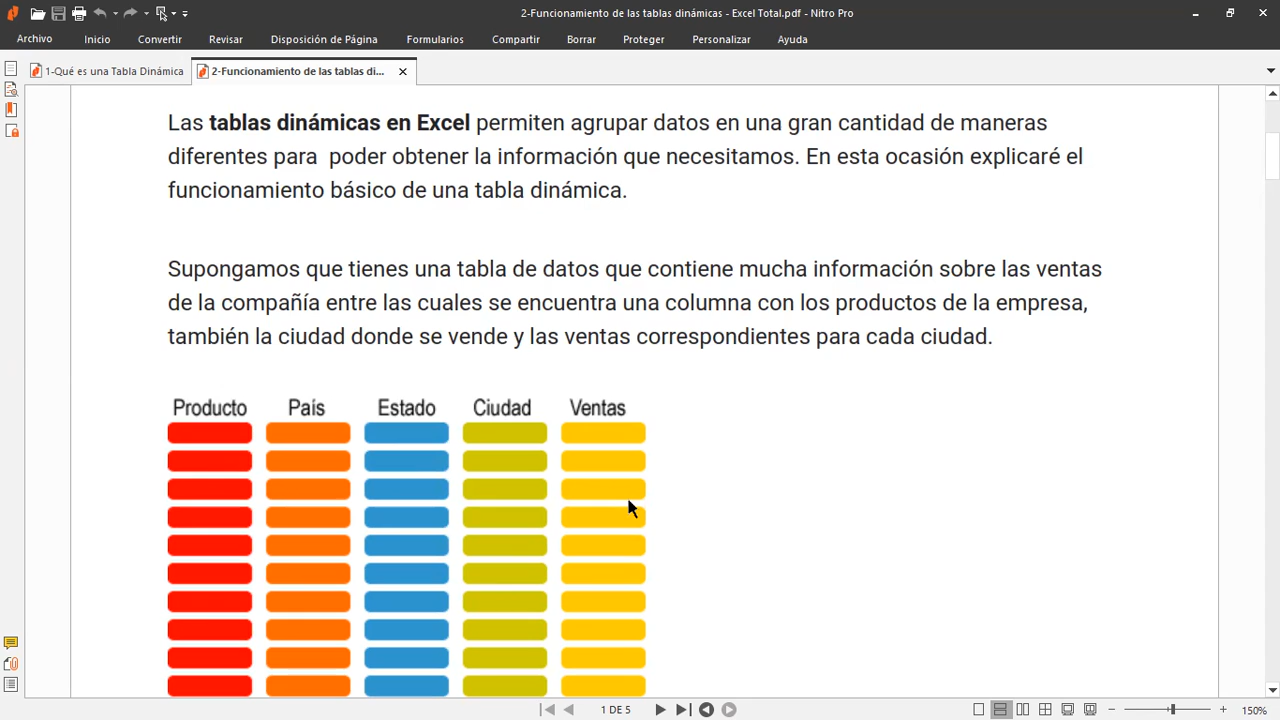 2-Funcionamiento de las tablas dinámicas - Excel Total.pdf - Nitro Pro
Archivo Inicio Convertir Revisar Disposición de Página Formularios Compartir Borrar Proteger Personalizar Ayuda
1-Qué es una Tabla Dinámica 2-Funcionamiento de las tablas di...
Las tablas dinámicas en Excel permiten agrupar datos en una gran cantidad de maneras
diferentes para poder obtener la información que necesitamos. En esta ocasión explicaré el
funcionamiento básico de una tabla dinámica.
Supongamos que tienes una tabla de datos que contiene mucha información sobre las ventas
de la compañía entre las cuales se encuentra una columna con los productos de la empresa,
también la ciudad donde se vende y las ventas correspondientes para cada ciudad.
Producto País Estado Ciudad Ventas
1 DE 5 150%